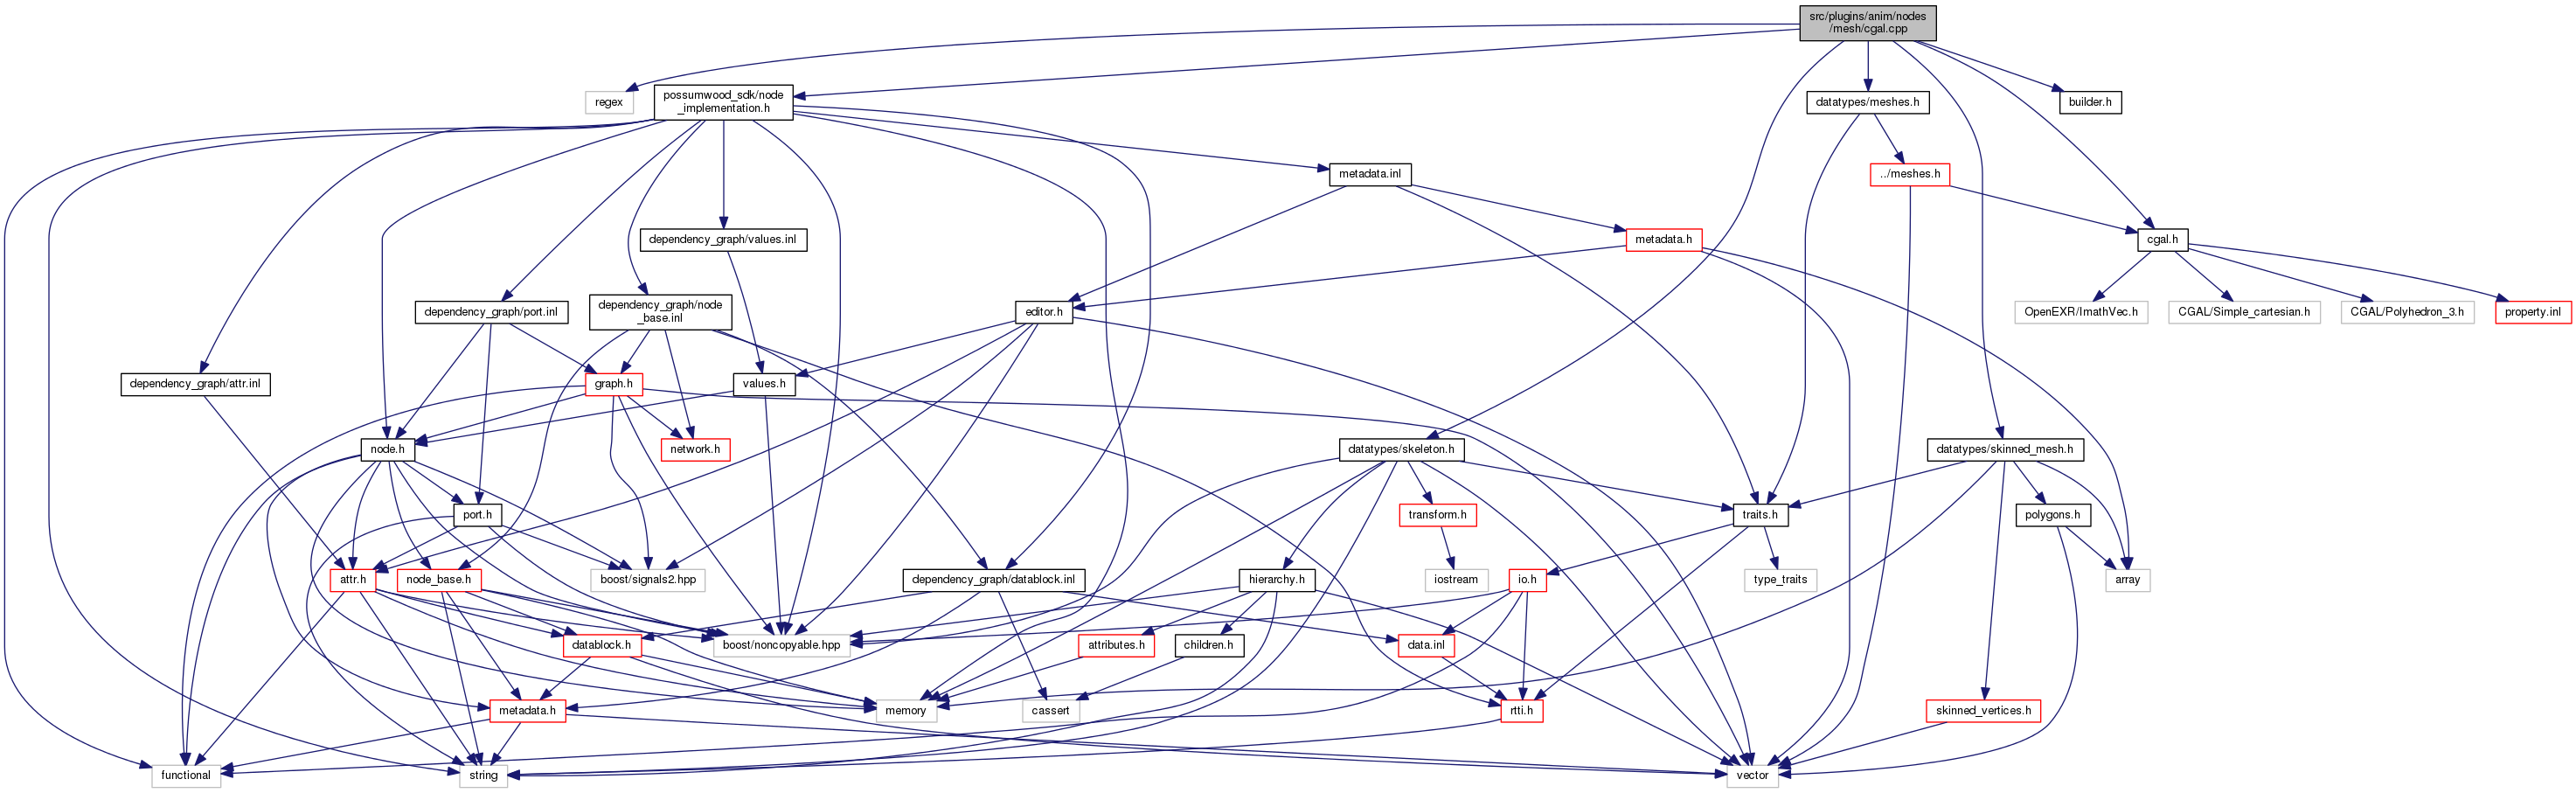 src/plugins/anim/nodes
/mesh/cgal.cpp
regex
possumwood_sdk/node
_implementation.h
datatypes/meshes.h
builder.h
metadata.inl
../meshes.h
dependency_graph/values.inl
metadata.h
cgal.h
dependency_graph/port.inl
dependency_graph/node
_base.inl
editor.h
OpenEXR/ImathVec.h
CGAL/Simple_cartesian.h
CGAL/Polyhedron_3.h
property.inl
dependency_graph/attr.inl
graph.h
values.h
node.h
network.h
datatypes/skeleton.h
datatypes/skinned_mesh.h
port.h
transform.h
traits.h
polygons.h
attr.h
node_base.h
boost/signals2.hpp
dependency_graph/datablock.inl
hierarchy.h
iostream
io.h
type_traits
array
datablock.h
boost/noncopyable.hpp
attributes.h
children.h
data.inl
metadata.h
memory
cassert
rtti.h
skinned_vertices.h
functional
string
vector